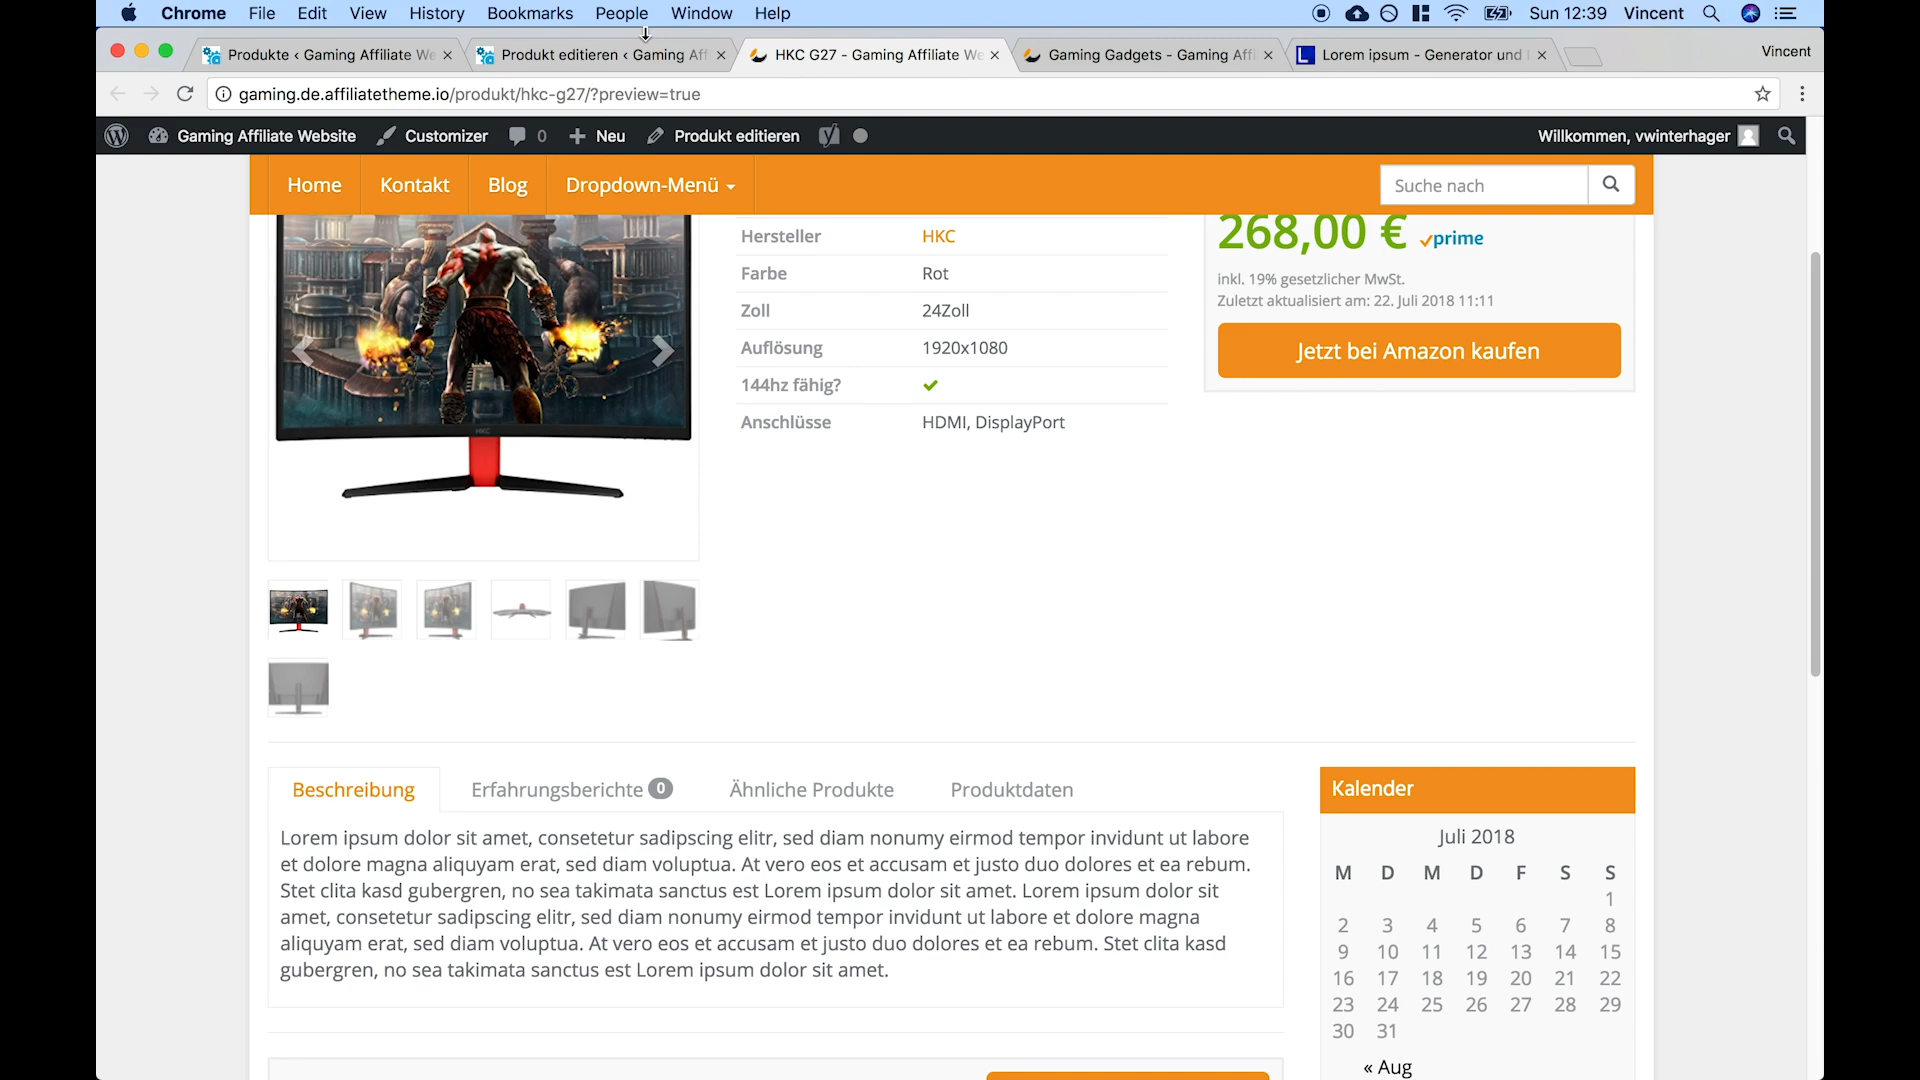 Chrome File Edit View History Bookmarks People Window Help Sun 12:39 Vincent
Produkte ‹ Gaming Affiliate We Produkt editieren ‹ Gaming Aff HKC G27 - Gaming Affiliate We Gaming Gadgets - Gaming Affi Lorem ipsum - Generator und Vincent
gaming.de.affiliatetheme.io/produkt/hkc-g27/?preview=true
Gaming Affiliate Website Customizer 0 Neu Produkt editieren Willkommen, vwinterhager
Home Kontakt Blog Dropdown-Menü Suche nach
268,00 € prime
Hersteller HKC
Farbe Rot
inkl. 19% gesetzlicher MwSt.
Zuletzt aktualisiert am: 22. Juli 2018 11:11
Zoll 24Zoll
Auflösung 1920x1080
Jetzt bei Amazon kaufen
144hz fähig?
Anschlüsse HDMI, DisplayPort
HKC
Beschreibung Erfahrungsberichte 0 Ähnliche Produkte Produktdaten
Lorem ipsum dolor sit amet, consetetur sadipscing elitr, sed diam nonumy eirmod tempor invidunt ut labore
et dolore magna aliquyam erat, sed diam voluptua. At vero eos et accusam et justo duo dolores et ea rebum.
Stet clita kasd gubergren, no sea takimata sanctus est Lorem ipsum dolor sit amet. Lorem ipsum dolor sit
amet, consetetur sadipscing elitr, sed diam nonumy eirmod tempor invidunt ut labore et dolore magna
aliquyam erat, sed diam voluptua. At vero eos et accusam et justo duo dolores et ea rebum. Stet clita kasd
gubergren, no sea takimata sanctus est Lorem ipsum dolor sit amet.
Kalender
Juli 2018
M D M D F S S
1
2 3 4 5 6 7 8
9 10 11 12 13 14 15
16 17 18 19 20 21 22
23 24 25 26 27 28 29
30 31
« Aug